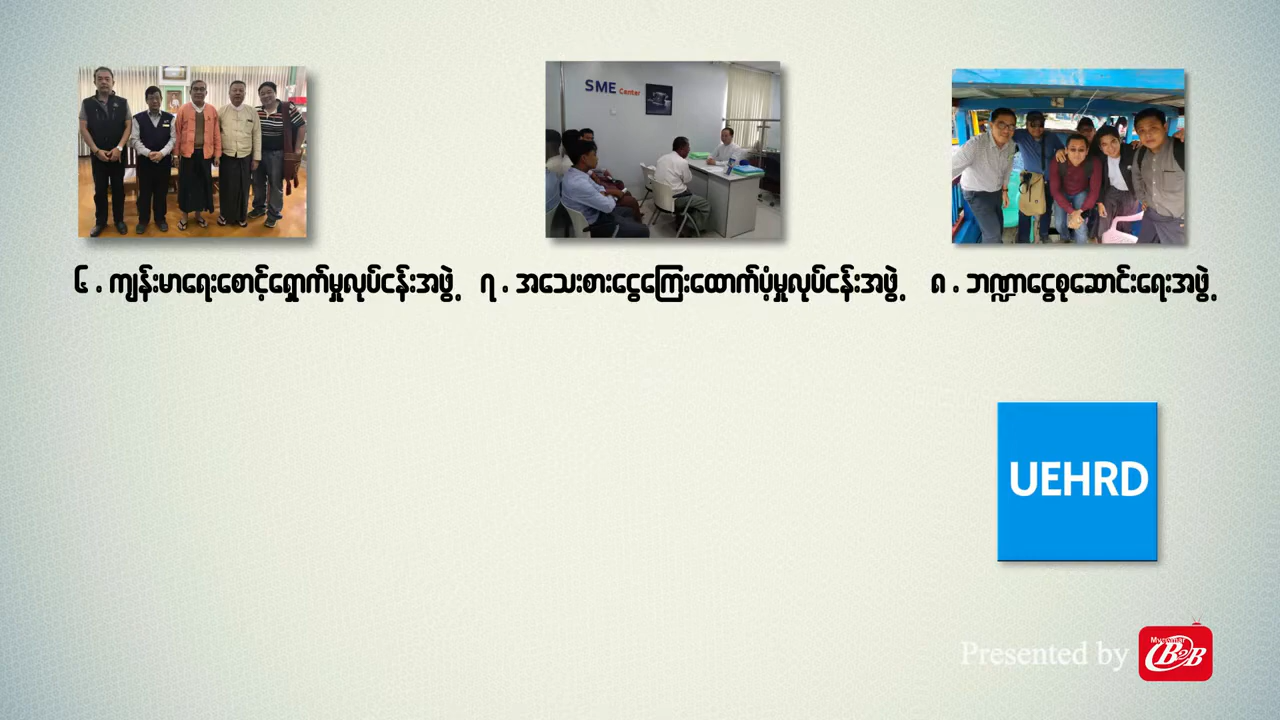 SME Center
၆ . ကျန်းမာရေးစောင့်ရှောက်မှုလုပ်ငန်းအဖွဲ့
၇ . အသေးစားငွေကြေးထောက်ပံ့မှုလုပ်ငန်းအဖွဲ့
၈ . ဘဏ္ဍာငွေစုဆောင်းရေးအဖွဲ့
UEHRD
Presented by
Myanmar
B2B